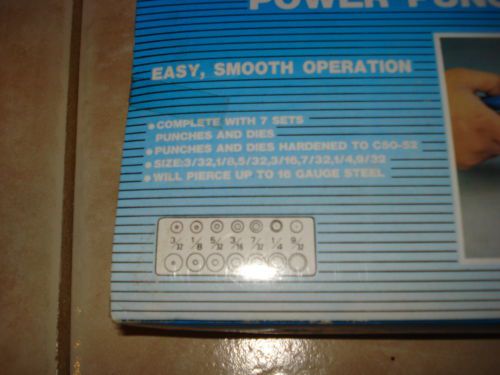 POWER PUNC
EASY, SMOOTH OPERATION
• COMPLETE WITH 7 SETS
PUNCHES AND DIES
• PUNCHES AND DIES HARDENED TO C50-52
• SIZE:3/32,1/8,5/32,3/16,7/32,1/4,9/32
• WILL PIERCE UP TO 16 GAUGE STEEL
3/32 1/8 5/32 3/16 7/32 1/4 9/32